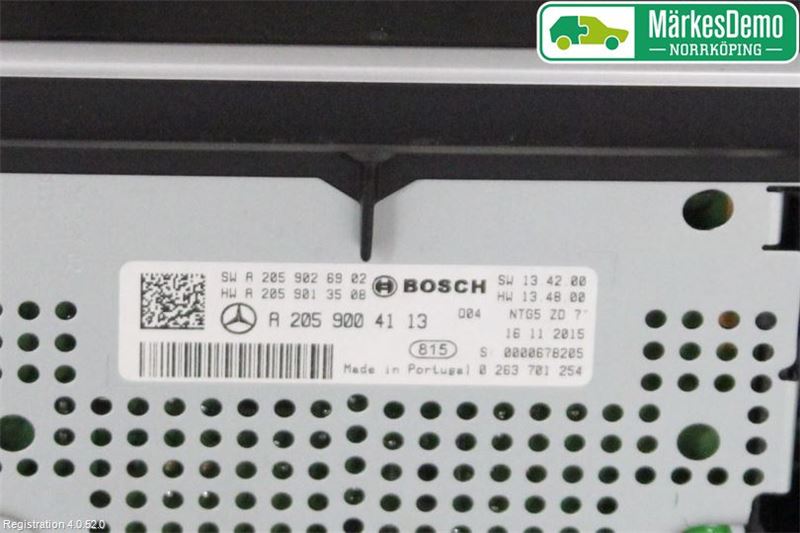 MärkesDemo
NORRKÖPING
SW A 205 902 69 02
HW A 205 901 35 08
BOSCH
SW 13.42.00
HW 13.48.00
A 205 900 41 13
D04
NTG5 ZD 7"
16 11 2015
815
S: 0000678205
Made in Portugal 0 263 701 254
Registration 4.0.52.0